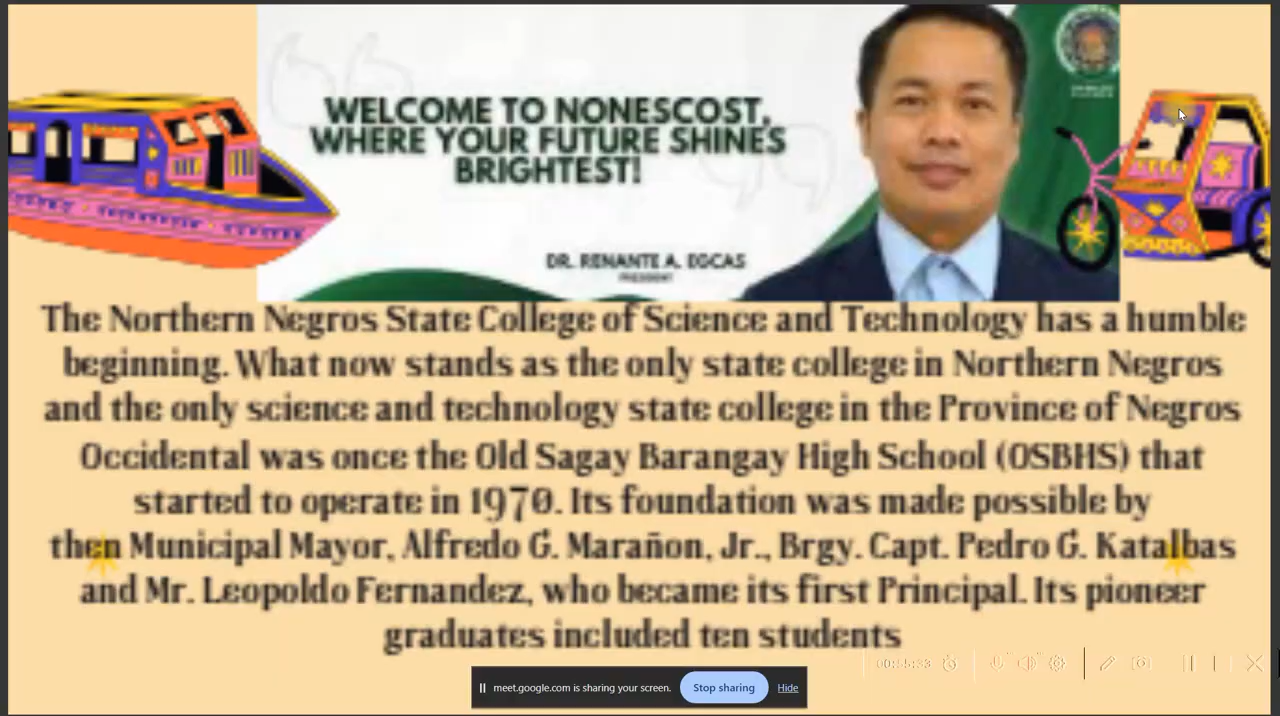 WELCOME TO NONESCOST,
WHERE YOUR FUTURE SHINES
BRIGHTEST!
DR. RENANTE A. EGCAS
PRESIDENT
The Northern Negros State College of Science and Technology has a humble
beginning. What now stands as the only state college in Northern Negros
and the only science and technology state college in the Province of Negros
Occidental was once the Old Sagay Barangay High School (OSBHS) that
started to operate in 1970. Its foundation was made possible by
then Municipal Mayor, Alfredo G. Marañon, Jr., Brgy. Capt. Pedro G. Katalbas
and Mr. Leopoldo Fernandez, who became its first Principal. Its pioneer
graduates included ten students
meet.google.com is sharing your screen.
Stop sharing
Hide